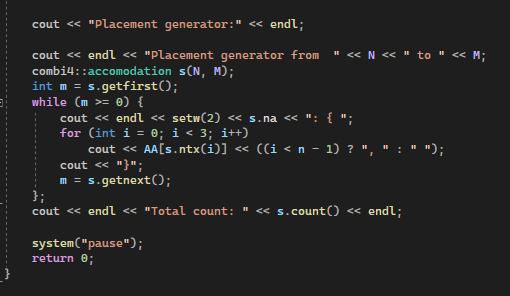 cout << "Placement generator:" << endl;
cout << endl << "Placement generator from  " << N << " to " << M;
combi4::accomodation s(N, M);
int m = s.getfirst();
while (m >= 0) {
cout << endl << setw(2) << s.na << ": { ";
for (int i = 0; i < 3; i++)
cout << AA[s.ntx(i)] << ((i < n - 1) ? ", " : " ");
cout << "}";
m = s.getnext();
};
cout << endl << "Total count: " << s.count() << endl;
system("pause");
return 0;
}